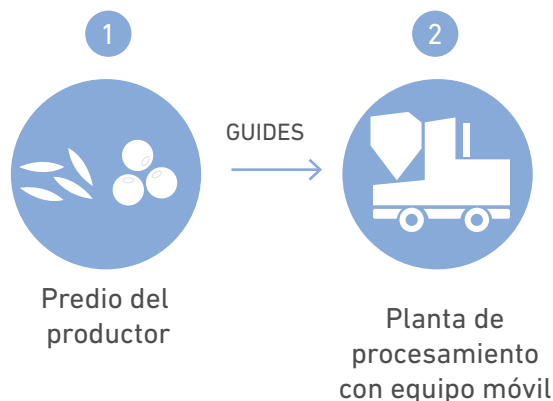 1
2
GUIDES
Predio del
productor
Planta de
procesamiento
con equipo móvil